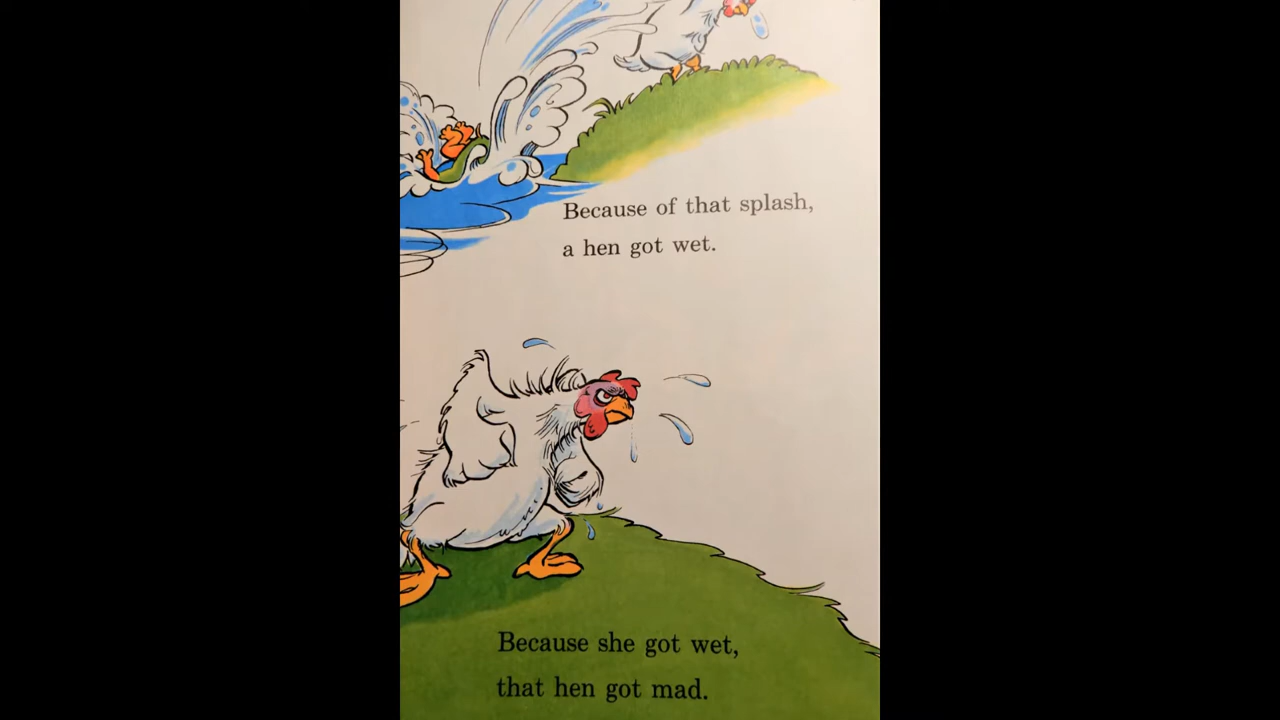 Because of that splash,
a hen got wet.
Because she got wet,
that hen got mad.